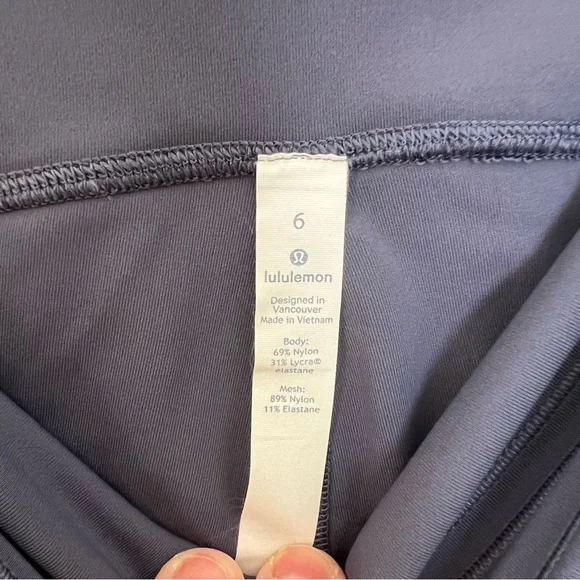 6
lululemon
Designed in
Vancouver
Made in Vietnam
Body:
69% Nylon
31% Lycra®
elastane
Mesh:
89% Nylon
11% Elastane